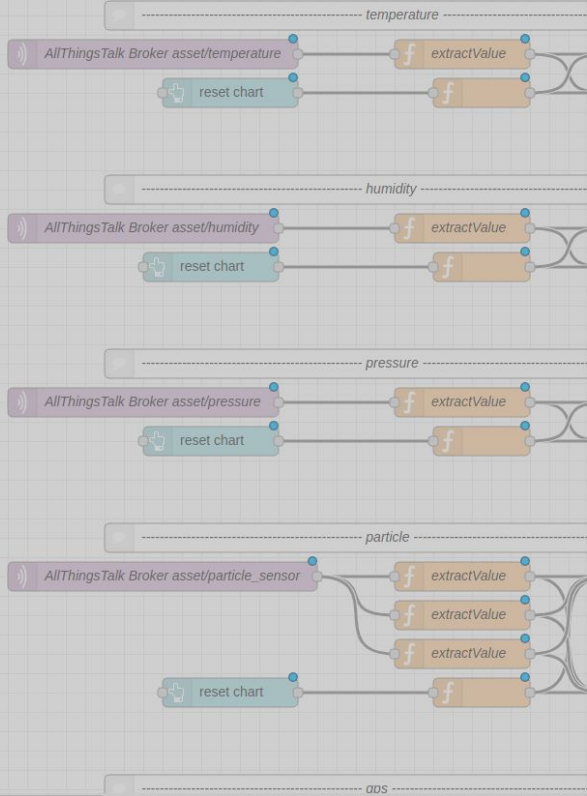 ------------------------------ temperature ------------------
AllThingsTalk Broker asset/temperature
extractValue
reset chart
------------------------------ humidity ----------------------
AllThingsTalk Broker asset/humidity
extractValue
reset chart
------------------------------ pressure ----------------------
AllThingsTalk Broker asset/pressure
extractValue
reset chart
------------------------------ particle ------------------------
AllThingsTalk Broker asset/particle_sensor
extractValue
extractValue
extractValue
reset chart
------------------------------ gps ------------------------------